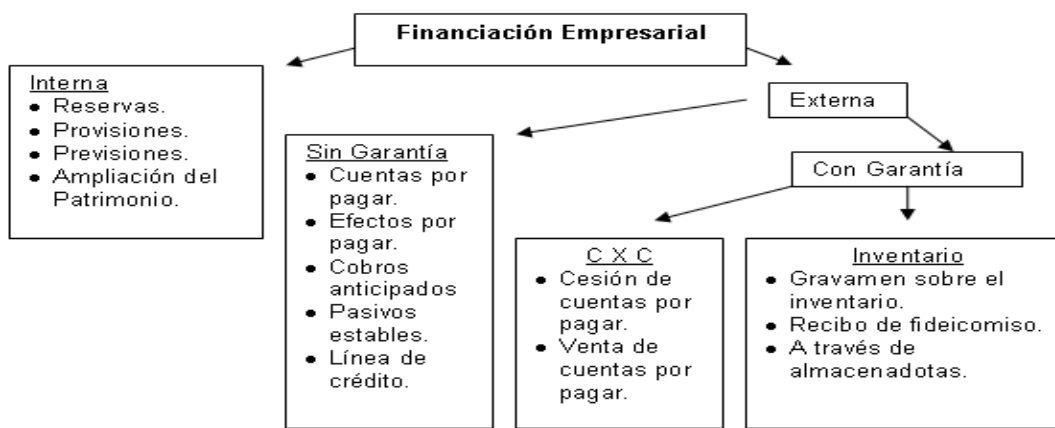 Financiación Empresarial
Interna
● Reservas.
● Provisiones.
● Previsiones.
● Ampliación del
Patrimonio.
Externa
Sin Garantía
● Cuentas por
pagar.
● Efectos por
pagar.
● Cobros
anticipados
● Pasivos
estables.
● Línea de
crédito.
Con Garantía
C X C
● Cesión de
cuentas por
pagar.
● Venta de
cuentas por
pagar.
Inventario
● Gravamen sobre el
inventario.
● Recibo de fideicomiso.
● A través de
almacenadotas.